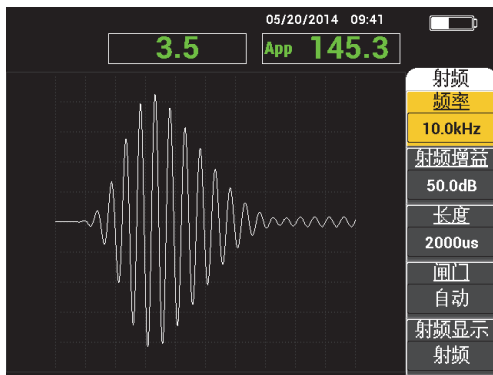 05/20/2014 09:41
3.5
App 145.3
射频
频率
10.0kHz
射频增益
50.0dB
长度
2000us
闸门
自动
射频显示
射频